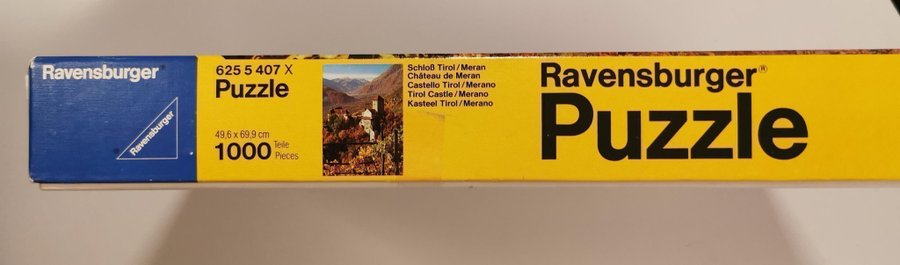 Ravensburger®
Ravensburger
625 5 407 X
Puzzle
49,6 x 69,9 cm
1000 Teile
Pieces
Schloß Tirol/Meran
Château de Meran
Castello Tirolo/Merano
Tirol Castle/Merano
Kasteel Tirol/Merano
Ravensburger®
Puzzle